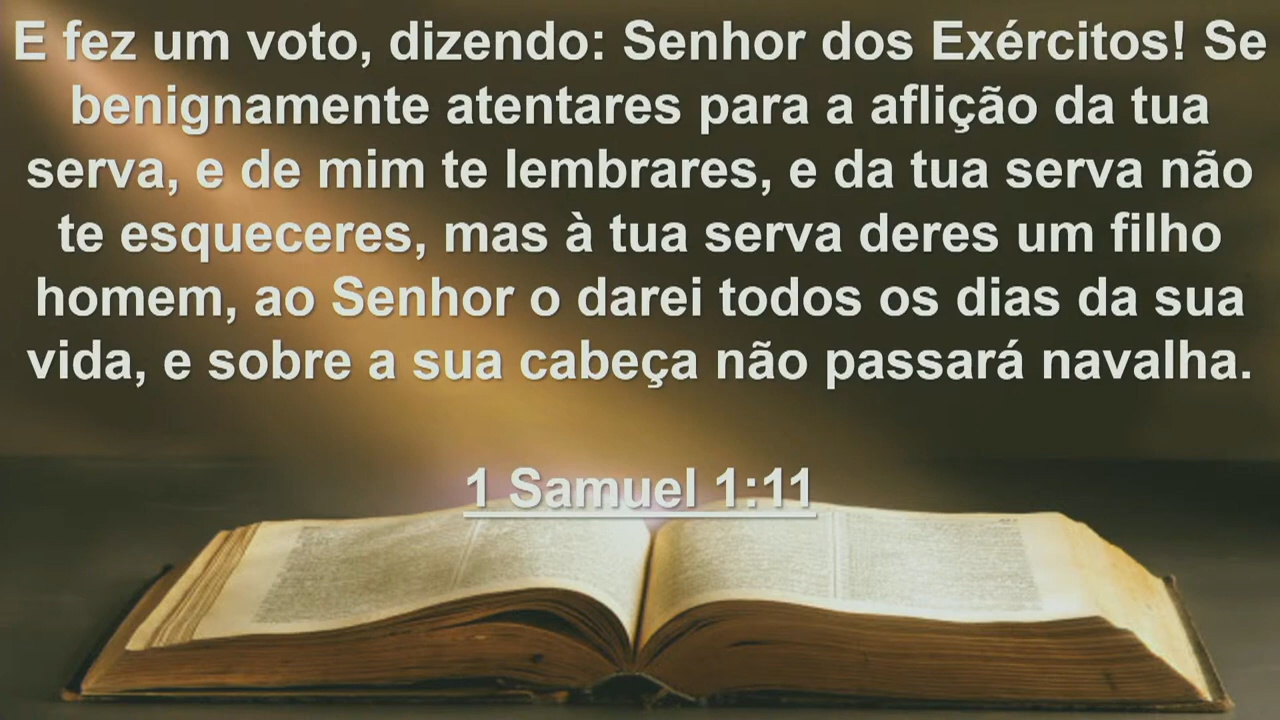 E fez um voto, dizendo: Senhor dos Exércitos! Se
benignamente atentares para a aflição da tua
serva, e de mim te lembrares, e da tua serva não
te esqueceres, mas à tua serva deres um filho
homem, ao Senhor o darei todos os dias da sua
vida, e sobre a sua cabeça não passará navalha.
1 Samuel 1:11